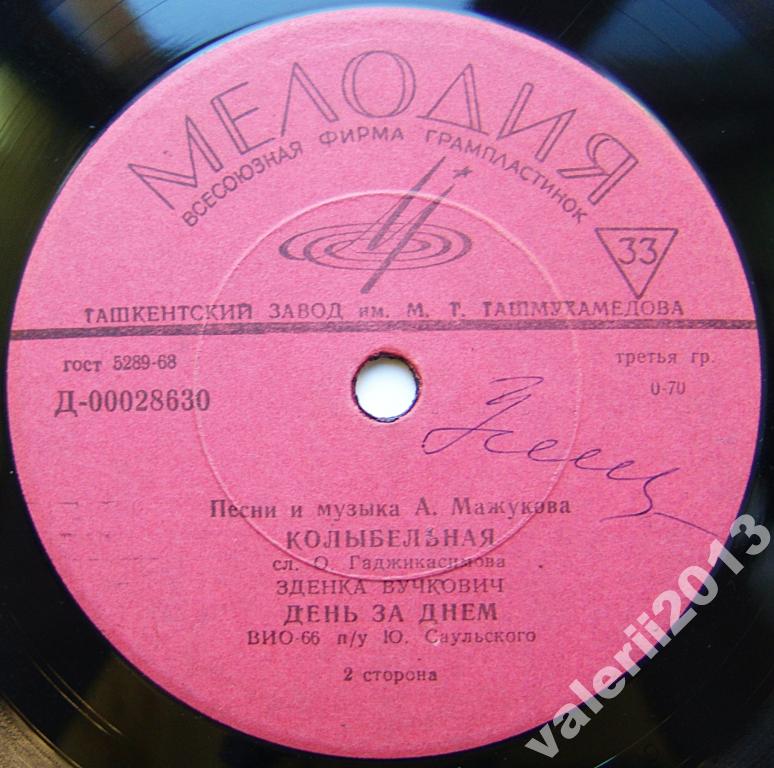 МЕЛОДИЯ
ВСЕСОЮЗНАЯ ФИРМА ГРАМПЛАСТИНОК
33
ТАШКЕНТСКИЙ ЗАВОД им. М. Т. ТАШМУХАМЕДОВА
гост 5289-68
третья гр.
Д-00028630
0-70
Песни и музыка А. Мажукова
КОЛЫБЕЛЬНАЯ
сл. О. Гаджикасимова
ЗДЕНКА ВУЧКОВИЧ
ДЕНЬ ЗА ДНЕМ
ВИО-66 п/у Ю. Саульского
2 сторона
valerii2013